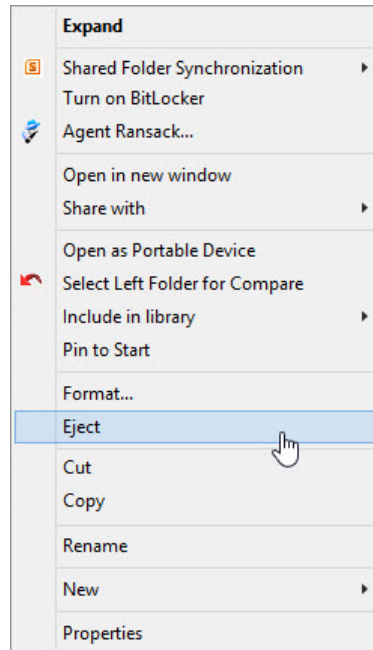 Expand
Shared Folder Synchronization
Turn on BitLocker
Agent Ransack...
Open in new window
Share with
Open as Portable Device
Select Left Folder for Compare
Include in library
Pin to Start
Format...
Eject
Cut
Copy
Rename
New
Properties